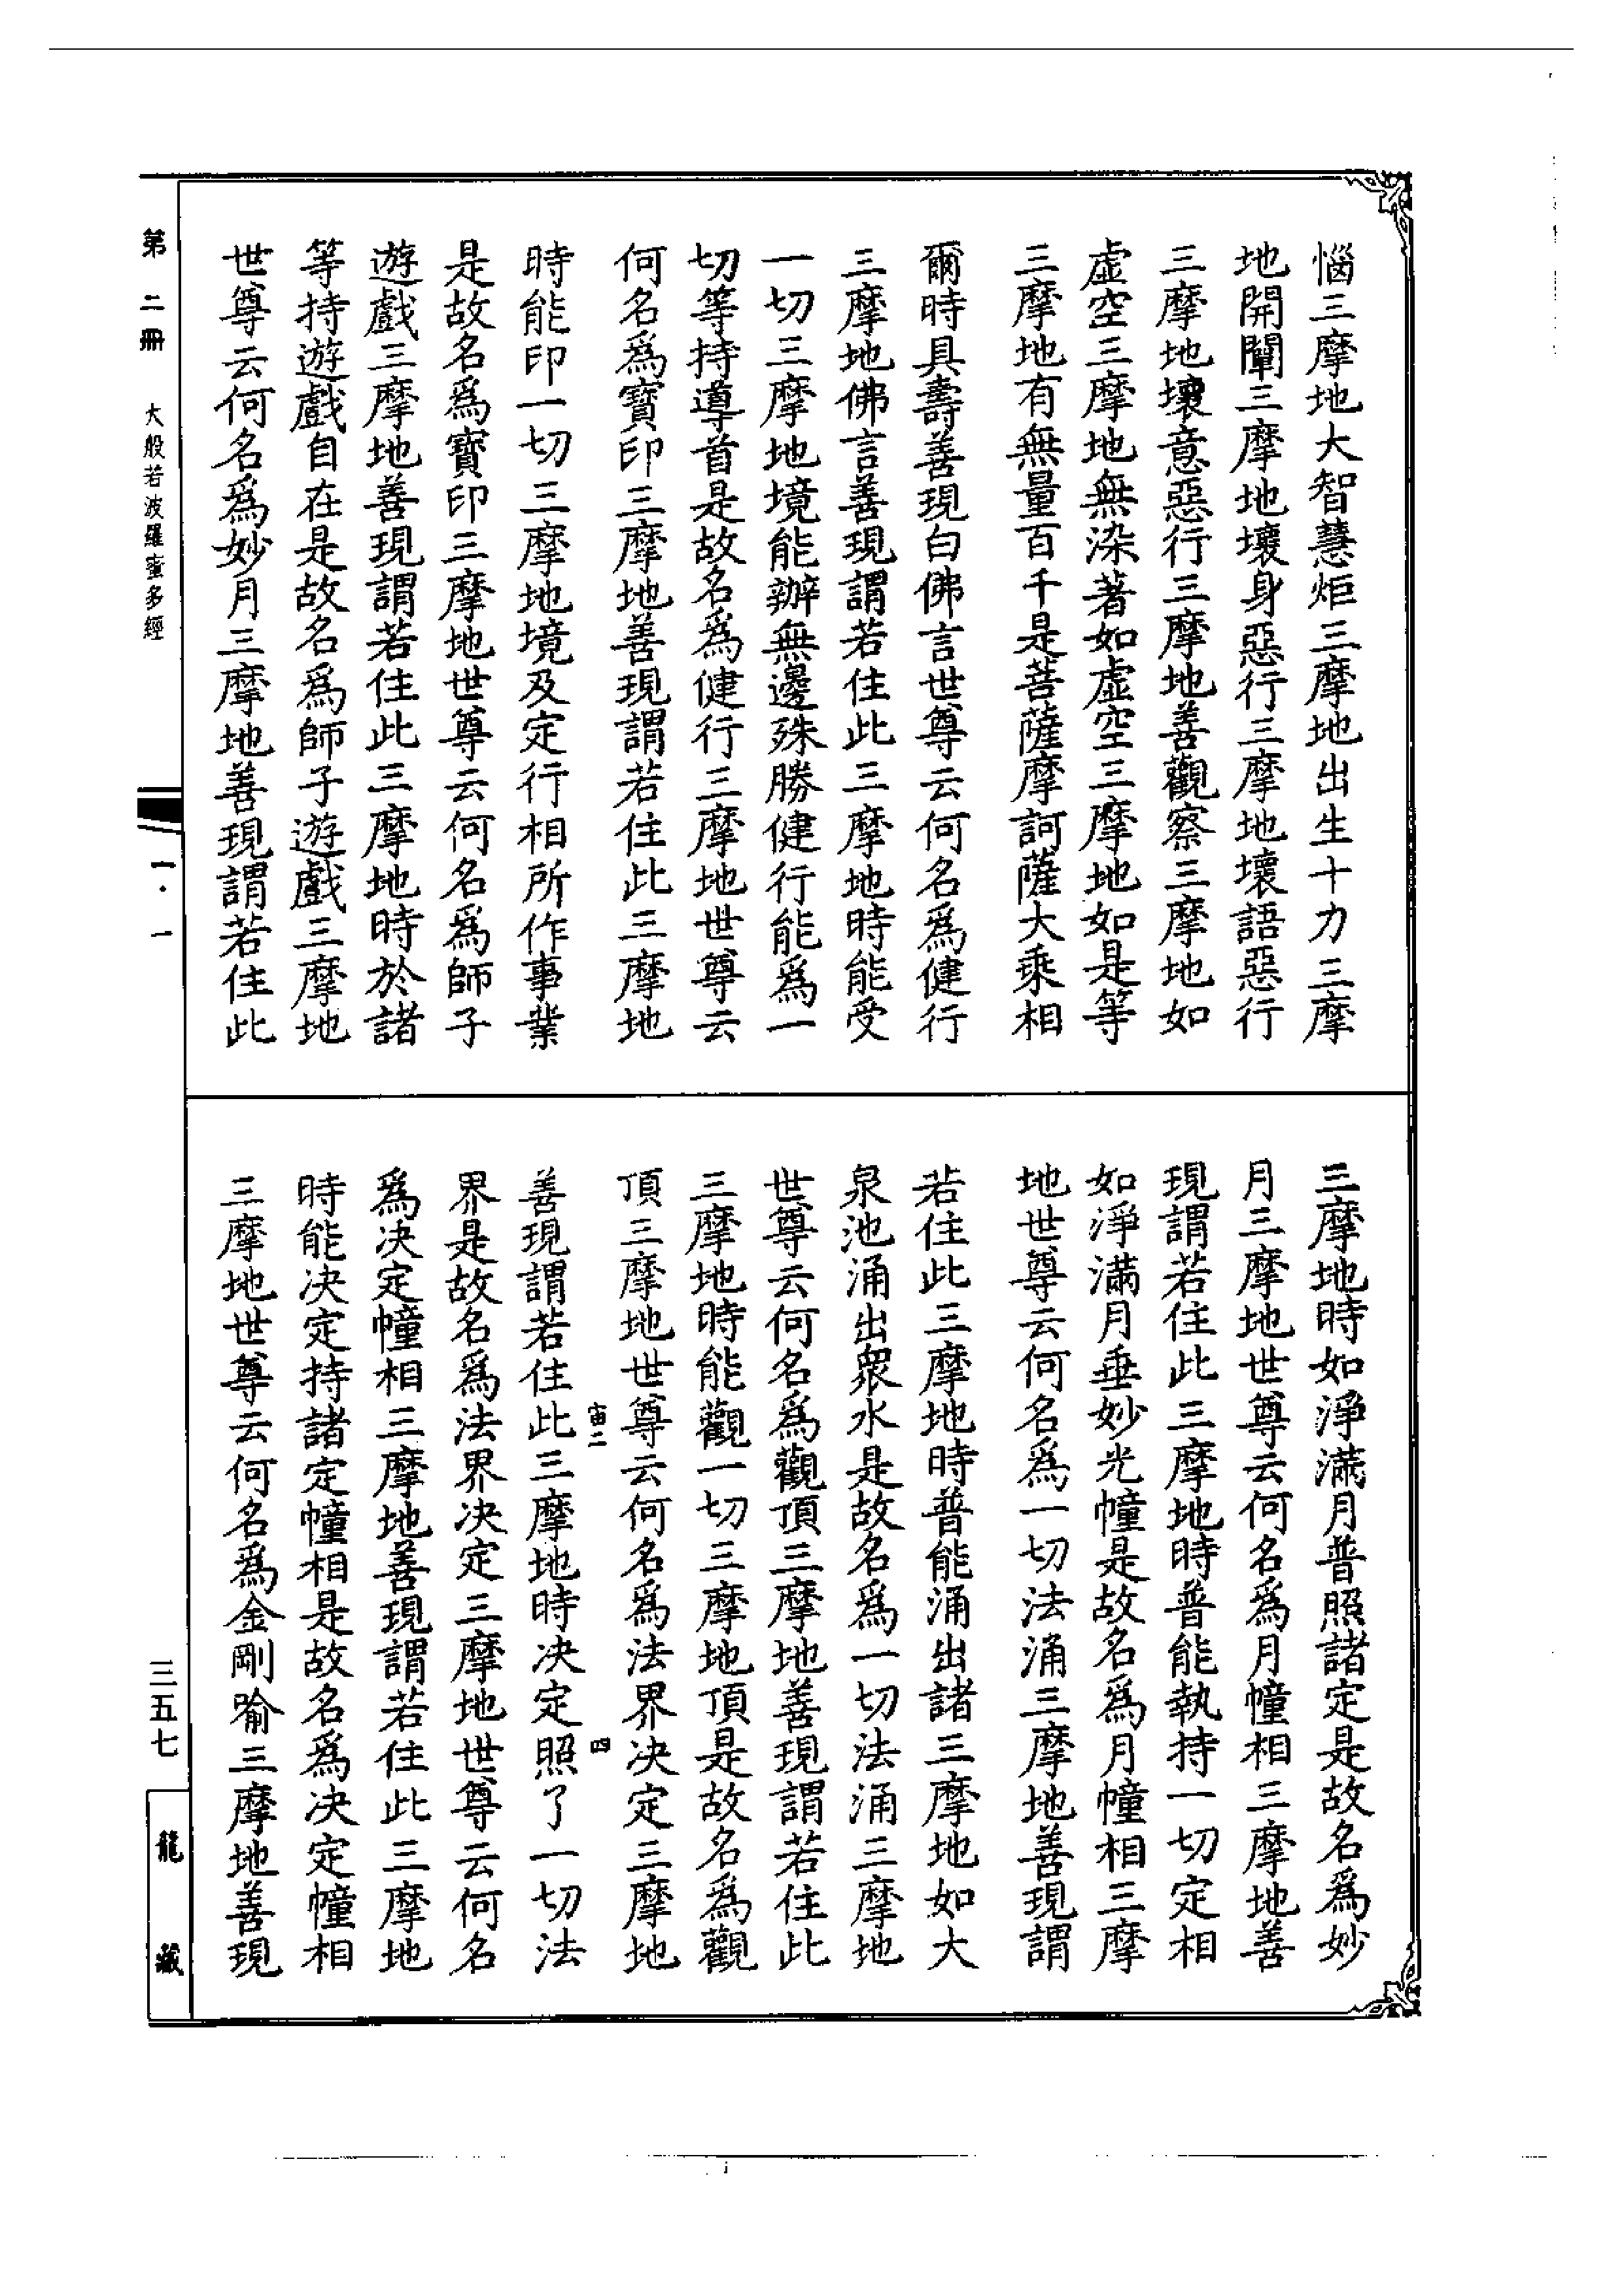 惱三摩地大智慧炬三摩地出生十力三摩
地開闡三摩地壞身惡行三摩地壞語惡行
三摩地壞意惡行三摩地善觀察三摩地如
虛空三摩地無染著如虛空三摩地如是等
三摩地有無量百千是菩薩摩訶薩大乘相
爾時具壽善現白佛言世尊云何名爲健行
三摩地佛言善現謂若住此三摩地時能受
一切三摩地境能辦無邊殊勝健行能爲一
切等持導首是故名爲健行三摩地世尊云
何名爲寶印三摩地善現謂若住此三摩地
時能印一切三摩地境及定行相所作事業
是故名爲寶印三摩地世尊云何名爲師子
遊戲三摩地善現謂若住此三摩地時於諸
等持遊戲自在是故名爲師子遊戲三摩地
世尊云何名爲妙月三摩地善現謂若住此
三摩地時如淨滿月普照諸定是故名爲妙
月三摩地世尊云何名爲月幢相三摩地善
現謂若住此三摩地時普能執持一切定相
如淨滿月垂妙光幢是故名爲月幢相三摩
地世尊云何名爲一切法涌三摩地善現謂
若住此三摩地時普能涌出諸三摩地如大
泉池涌出衆水是故名爲一切法涌三摩地
世尊云何名爲觀頂三摩地善現謂若住此
三摩地時能觀一切三摩地頂是故名爲觀
頂三摩地世尊云何名爲法界決定三摩地
宙二 四
善現謂若住此三摩地時決定照了一切法
界是故名爲法界決定三摩地世尊云何名
爲決定幢相三摩地善現謂若住此三摩地
時能決定持諸定幢相是故名爲決定幢相
三摩地世尊云何名爲金剛喻三摩地善現
第二冊 大般若波羅蜜多經 一·一 三五七 龍藏